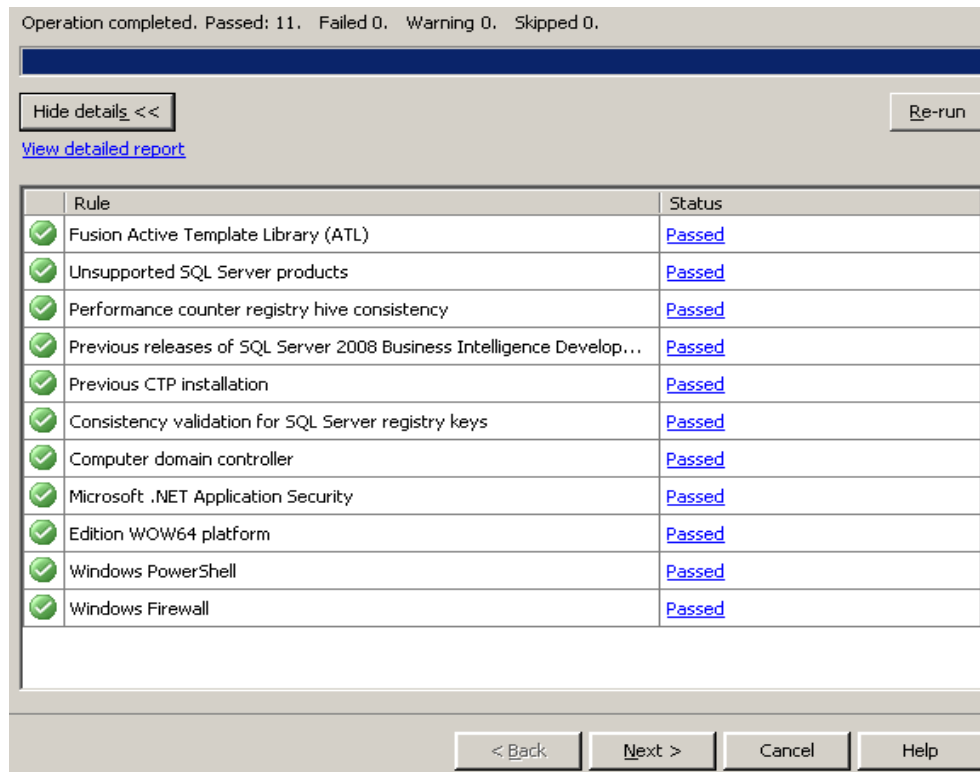 Operation completed. Passed: 11. Failed 0. Warning 0. Skipped 0.
Hide details <<
Re-run
View detailed report
Rule Status
Fusion Active Template Library (ATL) Passed
Unsupported SQL Server products Passed
Performance counter registry hive consistency Passed
Previous releases of SQL Server 2008 Business Intelligence Develop... Passed
Previous CTP installation Passed
Consistency validation for SQL Server registry keys Passed
Computer domain controller Passed
Microsoft .NET Application Security Passed
Edition WOW64 platform Passed
Windows PowerShell Passed
Windows Firewall Passed
< Back Next > Cancel Help